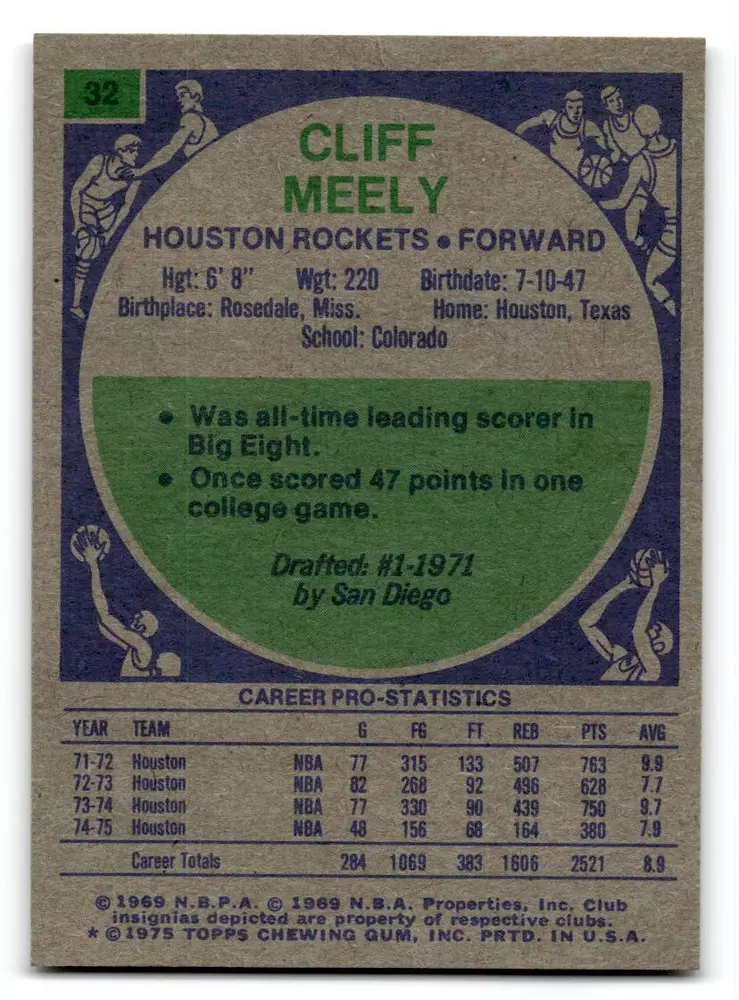 32
CLIFF
MEELY
HOUSTON ROCKETS • FORWARD
Hgt: 6' 8" Wgt: 220 Birthdate: 7-10-47
Birthplace: Rosedale, Miss. Home: Houston, Texas
School: Colorado
• Was all-time leading scorer in
Big Eight.
• Once scored 47 points in one
college game.
Drafted: #1-1971
by San Diego
CAREER PRO-STATISTICS
YEAR TEAM G FG FT REB PTS AVG
71-72 Houston NBA 77 315 133 507 763 9.9
72-73 Houston NBA 82 268 92 496 628 7.7
73-74 Houston NBA 77 330 90 439 750 9.7
74-75 Houston NBA 48 156 68 164 380 7.9
Career Totals 284 1069 383 1606 2521 8.9
© 1969 N.B.P.A. © 1969 N.B.A. Properties, Inc. Club
insignias depicted are property of respective clubs.
* © 1975 TOPPS CHEWING GUM, INC. PRTD. IN U.S.A.